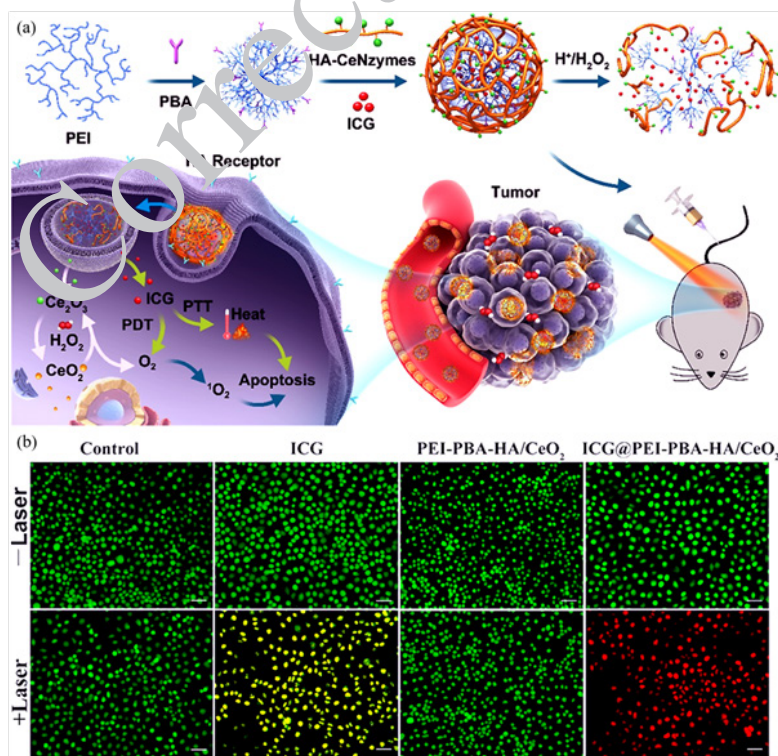 (a)
PEI
PBA
HA-CeNzymes
ICG
H⁺/H₂O₂
Receptor
Tumor
Ce₂O₃
H₂O₂
CeO₂
ICG
PTT
PDT
Heat
O₂
¹O₂
Apoptosis
(b)
Control
ICG
PEI-PBA-HA/CeO₂
ICG@PEI-PBA-HA/CeO₂
—Laser
+Laser